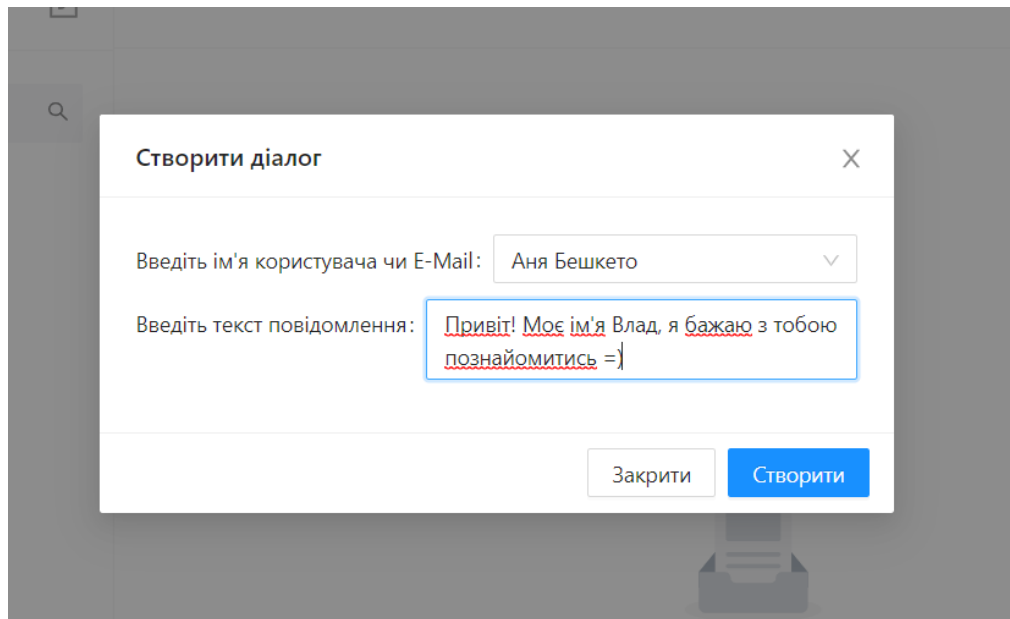 Створити діалог
Введіть ім'я користувача чи E-Mail: Аня Бешкето
Введіть текст повідомлення: Привіт! Моє ім'я Влад, я бажаю з тобою
познайомитись =)
Закрити Створити